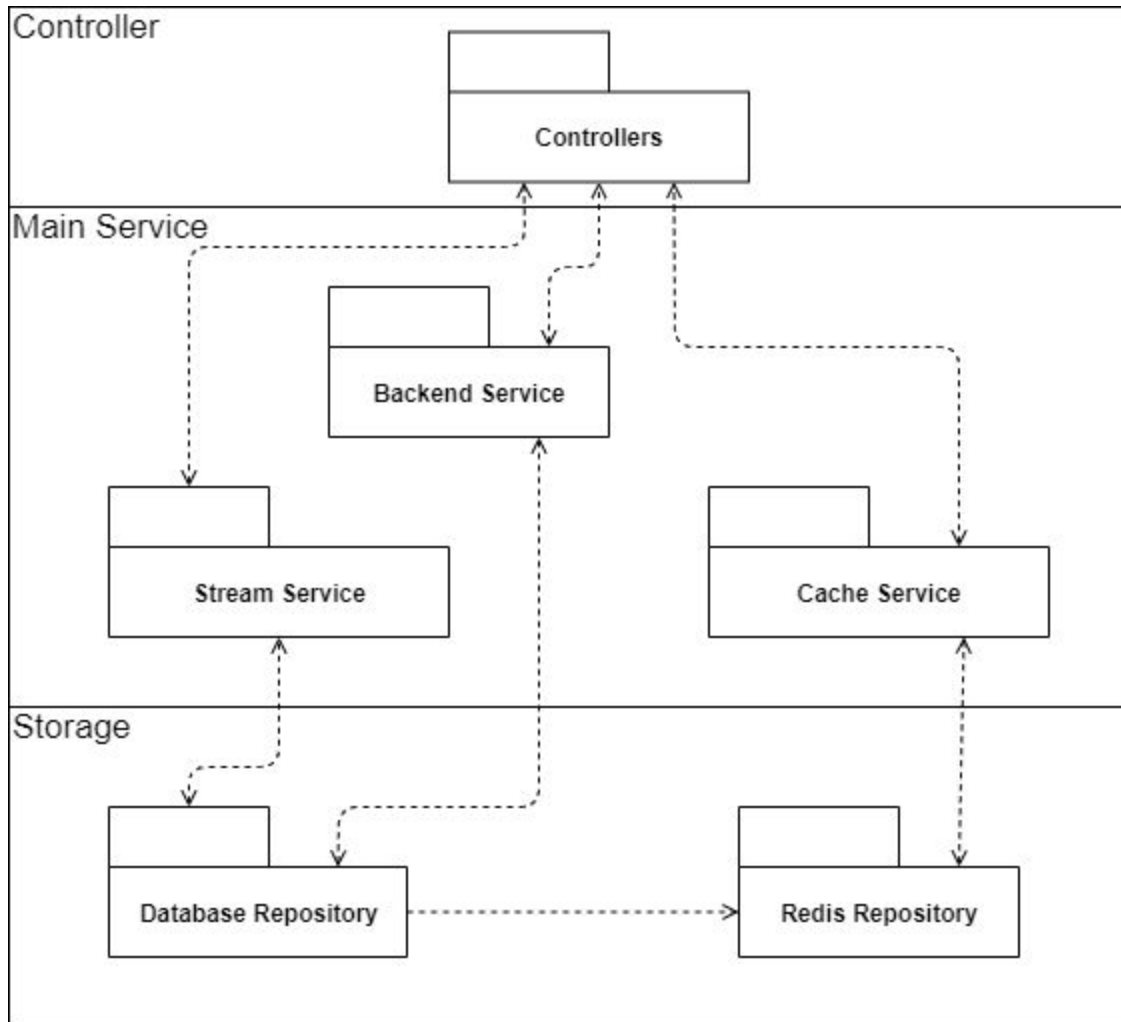 Controller
Controllers
Main Service
Backend Service
Stream Service
Cache Service
Storage
Database Repository
Redis Repository